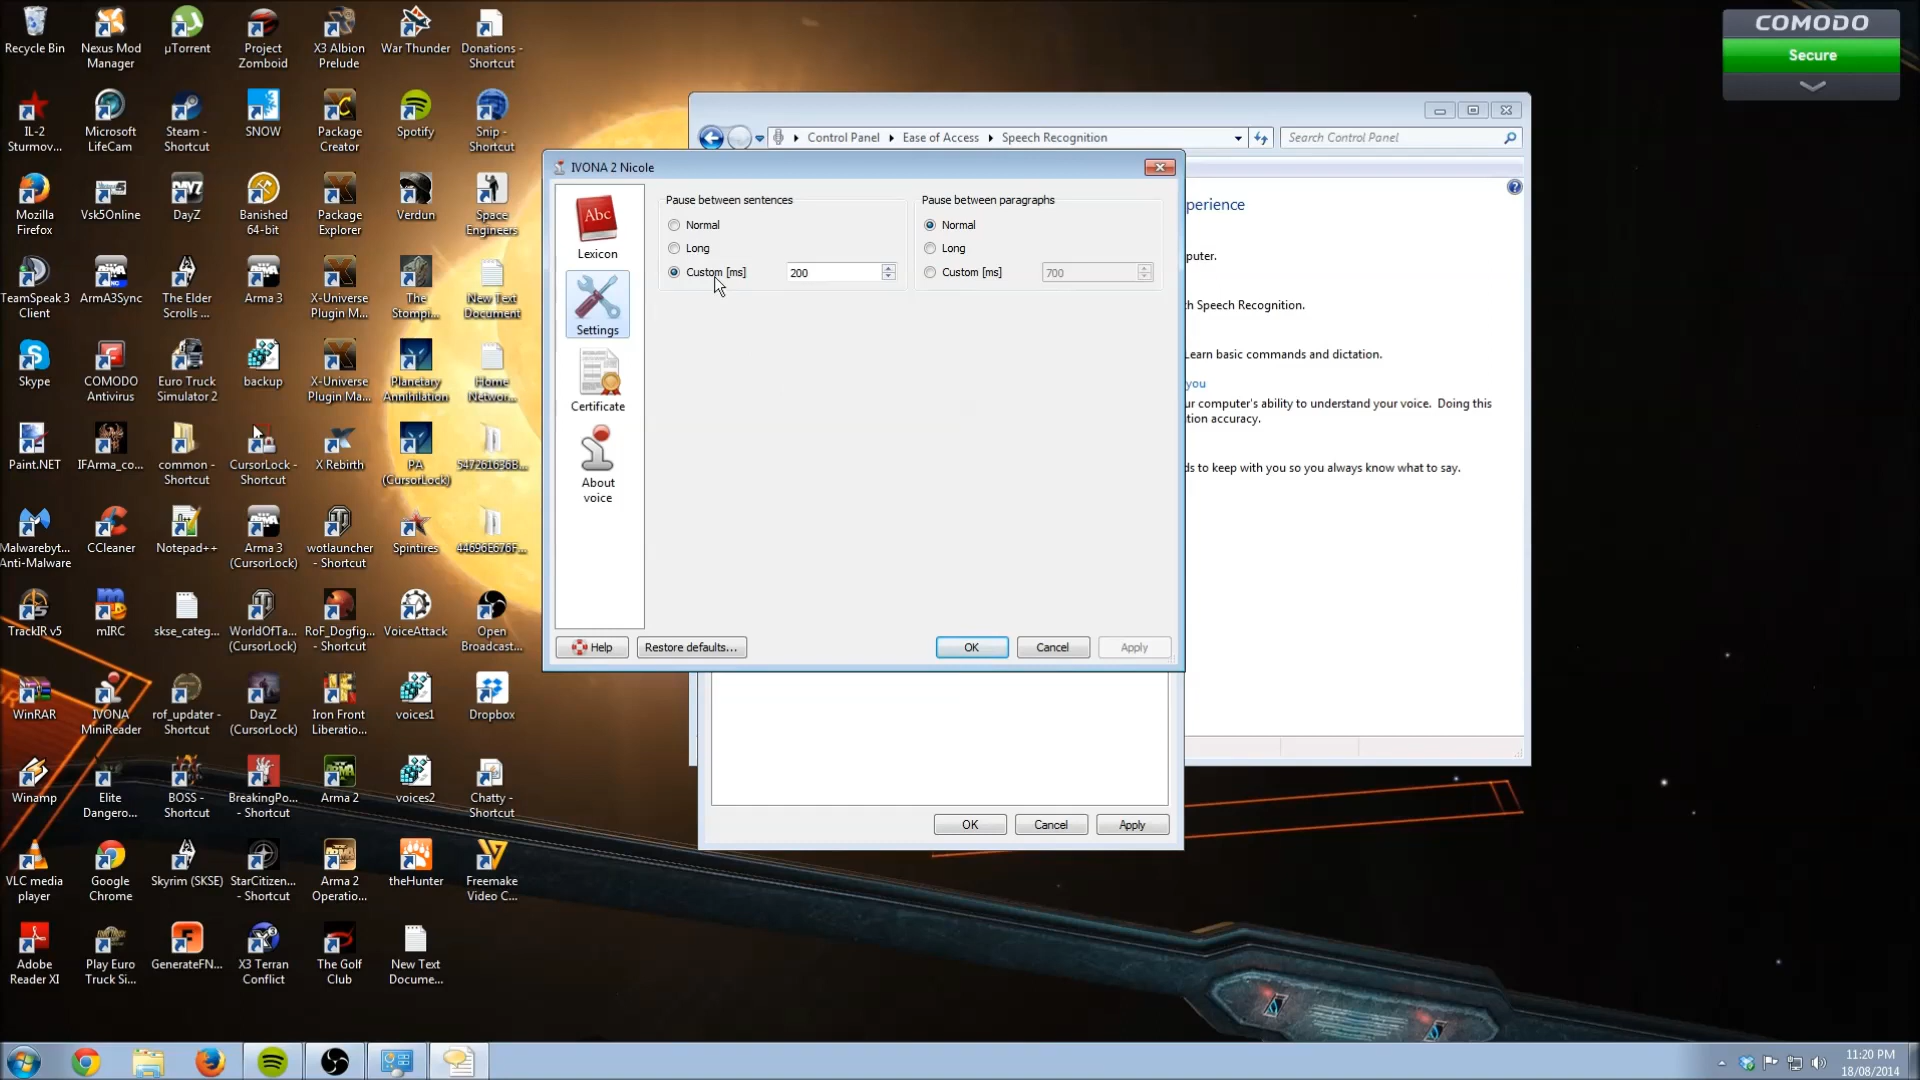 Recycle Bin
Nexus Mod
Manager
µTorrent
Project
Zomboid
X3 Albion
Prelude
War Thunder
Donations -
Shortcut
IL-2
Sturmov...
Microsoft
LifeCam
Steam -
Shortcut
SNOW
Package
Creator
Spotify
Snip -
Shortcut
Mozilla
Firefox
Vsk5Online
DayZ
Banished
64-bit
Package
Explorer
Verdun
Space
Engineers
TeamSpeak 3
Client
ArmA3Sync
The Elder
Scrolls ...
Arma 3
X-Universe
Plugin M...
The
Stompi...
New Text
Document
Skype
COMODO
Antivirus
Euro Truck
Simulator 2
backup
X-Universe
Plugin Ma...
Planetary
Annihilation
Home
Networ...
Paint.NET
IFArma_co...
common -
Shortcut
CursorLock -
Shortcut
X Rebirth
PA
(CursorLock)
Malwarebyt...
Anti-Malware
CCleaner
Notepad++
Arma 3
(CursorLock)
wotlauncher
- Shortcut
Spintires
44696E676F...
TrackIR v5
mIRC
skse_categ...
WorldOfTa...
(CursorLock)
RoF_Dogfig...
- Shortcut
VoiceAttack
Open
Broadcast...
WinRAR
IVONA
MiniReader
rof_updater -
Shortcut
DayZ
(CursorLock)
Iron Front
Liberatio...
voices1
Dropbox
Winamp
Elite
Dangero...
BOSS -
Shortcut
BreakingPo...
- Shortcut
Arma 2
voices2
Chatty -
Shortcut
VLC media
player
Google
Chrome
Skyrim (SKSE)
StarCitizen...
- Shortcut
Arma 2
Operatio...
theHunter
Freemake
Video C...
Adobe
Reader XI
Play Euro
Truck Si...
GenerateFN...
X3 Terran
Conflict
The Golf
Club
New Text
Docume...
COMODO
Secure
Control Panel
Ease of Access
Speech Recognition
Search Control Panel
perience
puter.
h Speech Recognition.
Learn basic commands and dictation.
you
ur computer's ability to understand your voice. Doing this
tion accuracy.
ds to keep with you so you always know what to say.
IVONA 2 Nicole
Abc
Lexicon
Settings
Certificate
About
voice
Pause between sentences
Normal
Long
Custom [ms]
200
Pause between paragraphs
Normal
Long
Custom [ms]
700
Help
Restore defaults...
OK
Cancel
Apply
OK
Cancel
Apply
11:20 PM
18/08/2014